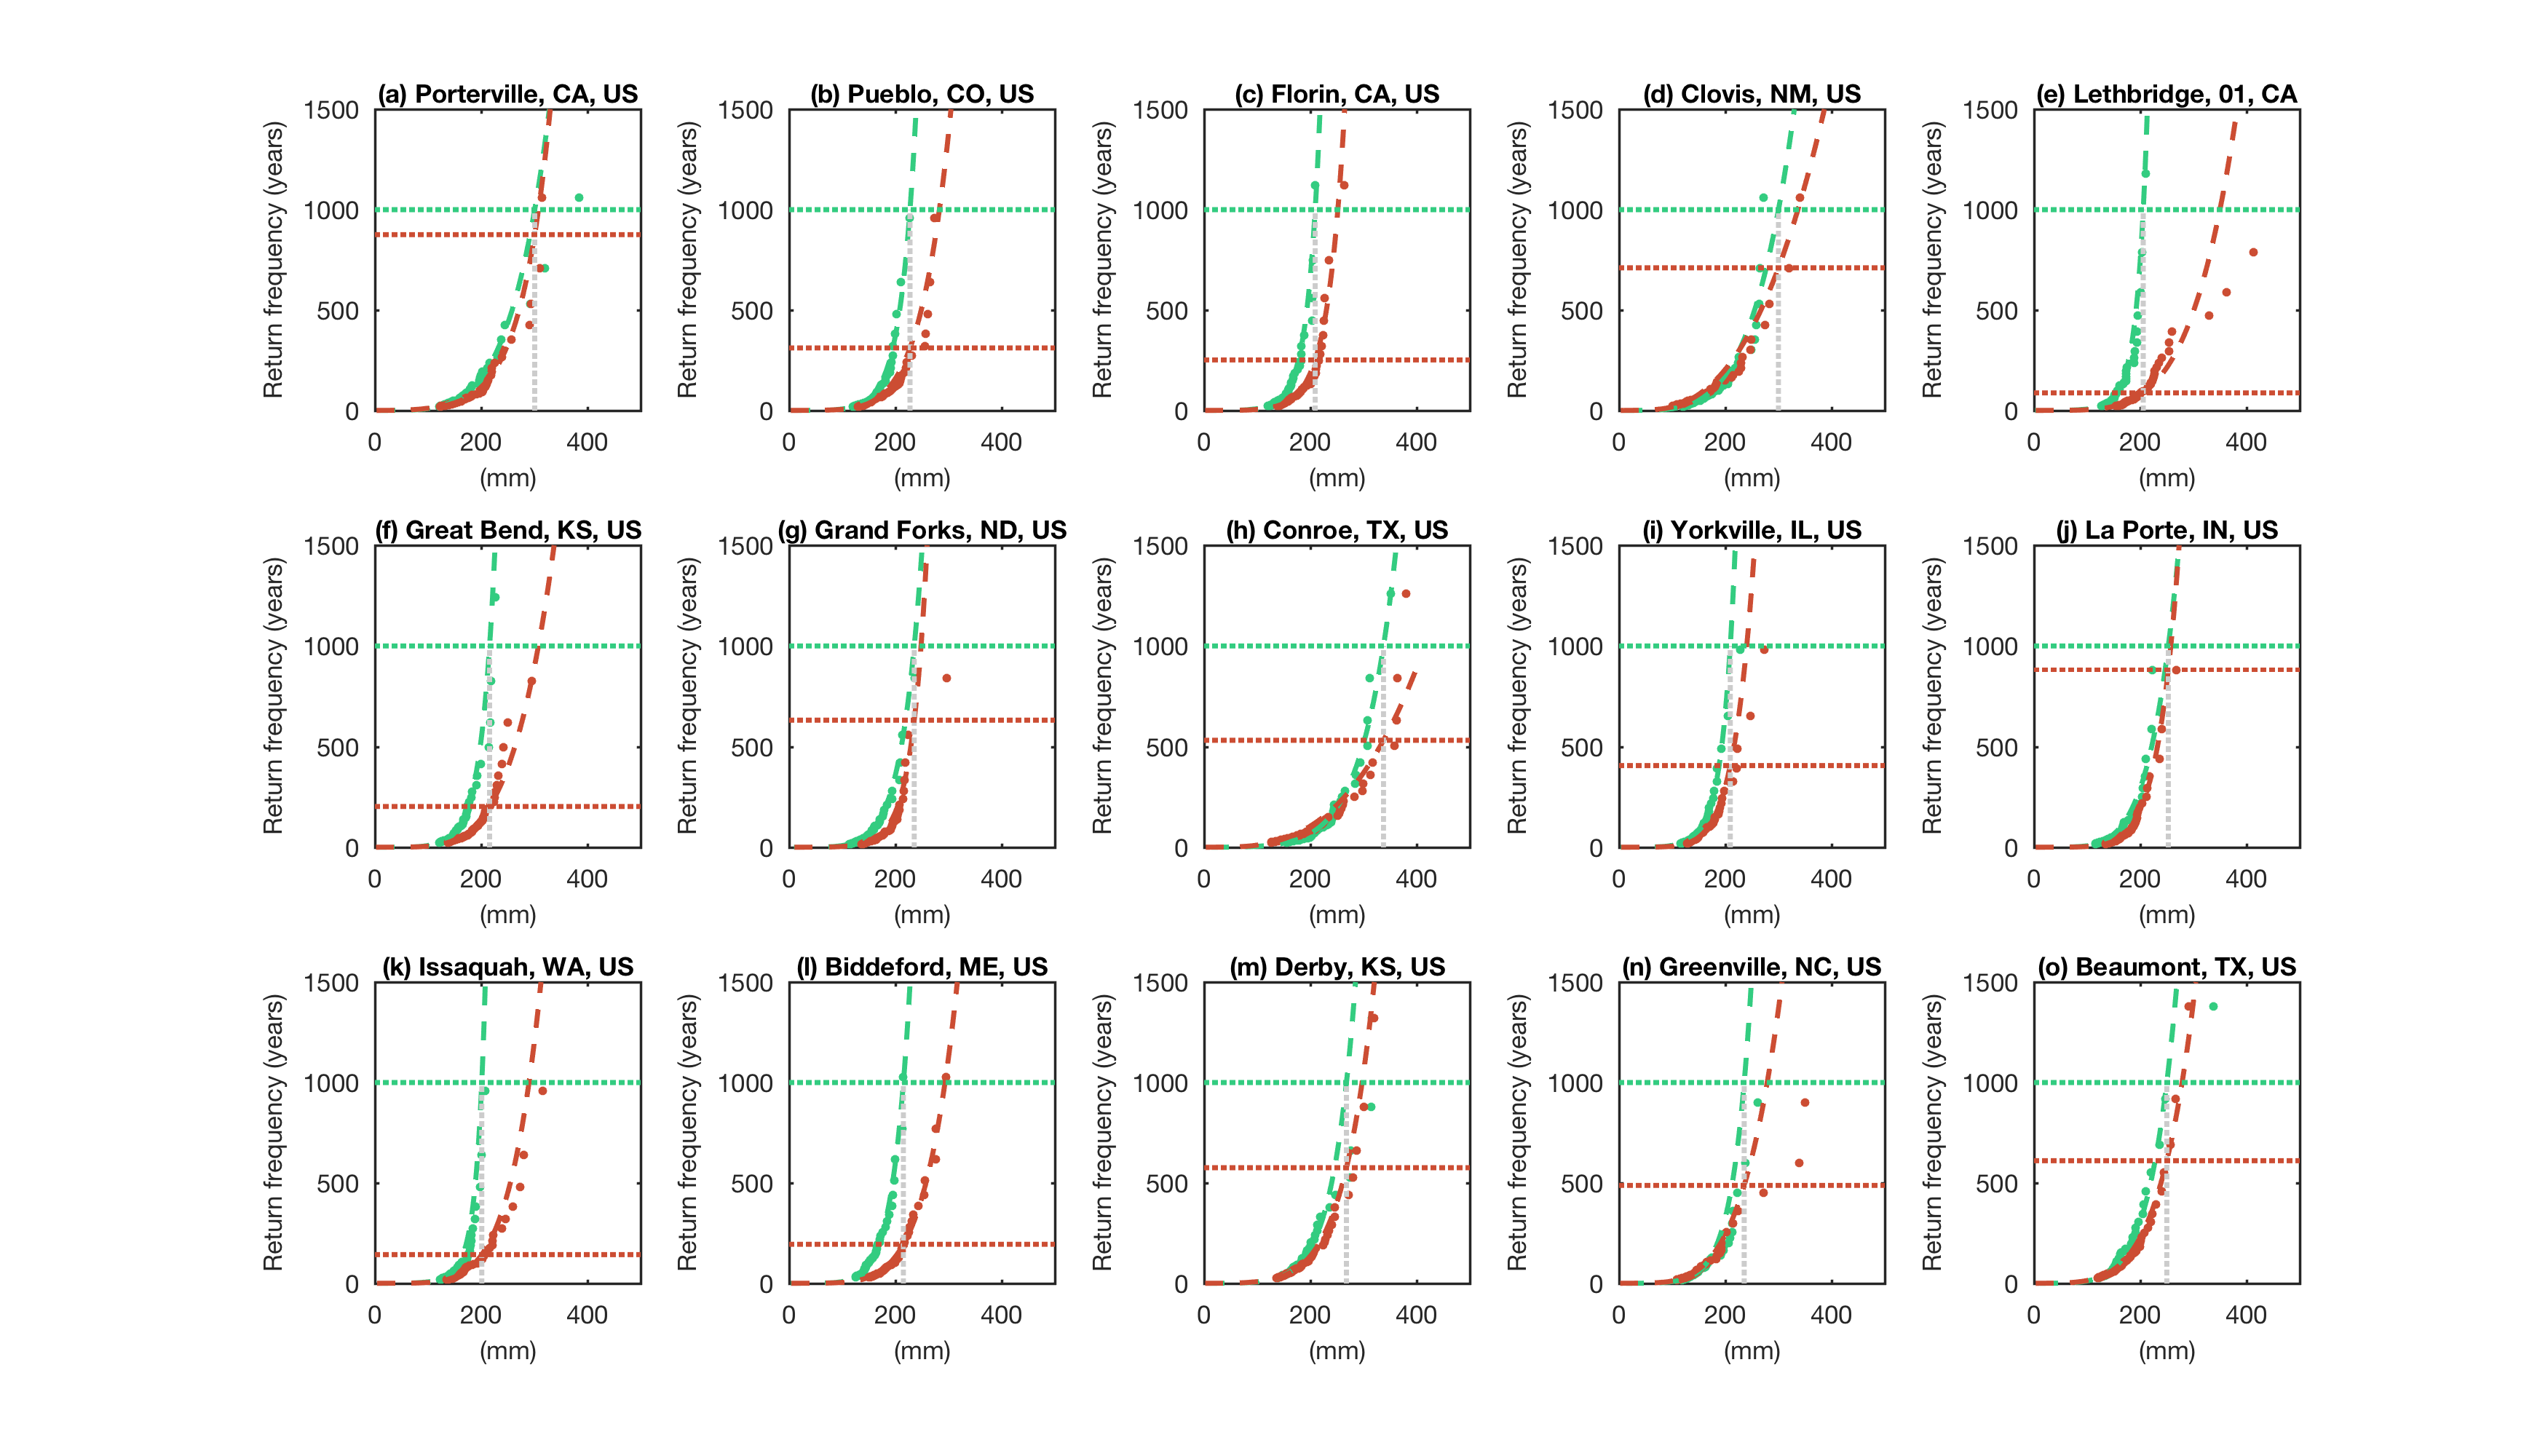 (a) Porterville, CA, US
Return frequency (years)
1500
1000
500
0
0 200 400
(mm)
(b) Pueblo, CO, US
Return frequency (years)
1500
1000
500
0
0 200 400
(mm)
(c) Florin, CA, US
Return frequency (years)
1500
1000
500
0
0 200 400
(mm)
(d) Clovis, NM, US
Return frequency (years)
1500
1000
500
0
0 200 400
(mm)
(e) Lethbridge, 01, CA
Return frequency (years)
1500
1000
500
0
0 200 400
(mm)
(f) Great Bend, KS, US
Return frequency (years)
1500
1000
500
0
0 200 400
(mm)
(g) Grand Forks, ND, US
Return frequency (years)
1500
1000
500
0
0 200 400
(mm)
(h) Conroe, TX, US
Return frequency (years)
1500
1000
500
0
0 200 400
(mm)
(i) Yorkville, IL, US
Return frequency (years)
1500
1000
500
0
0 200 400
(mm)
(j) La Porte, IN, US
Return frequency (years)
1500
1000
500
0
0 200 400
(mm)
(k) Issaquah, WA, US
Return frequency (years)
1500
1000
500
0
0 200 400
(mm)
(l) Biddeford, ME, US
Return frequency (years)
1500
1000
500
0
0 200 400
(mm)
(m) Derby, KS, US
Return frequency (years)
1500
1000
500
0
0 200 400
(mm)
(n) Greenville, NC, US
Return frequency (years)
1500
1000
500
0
0 200 400
(mm)
(o) Beaumont, TX, US
Return frequency (years)
1500
1000
500
0
0 200 400
(mm)